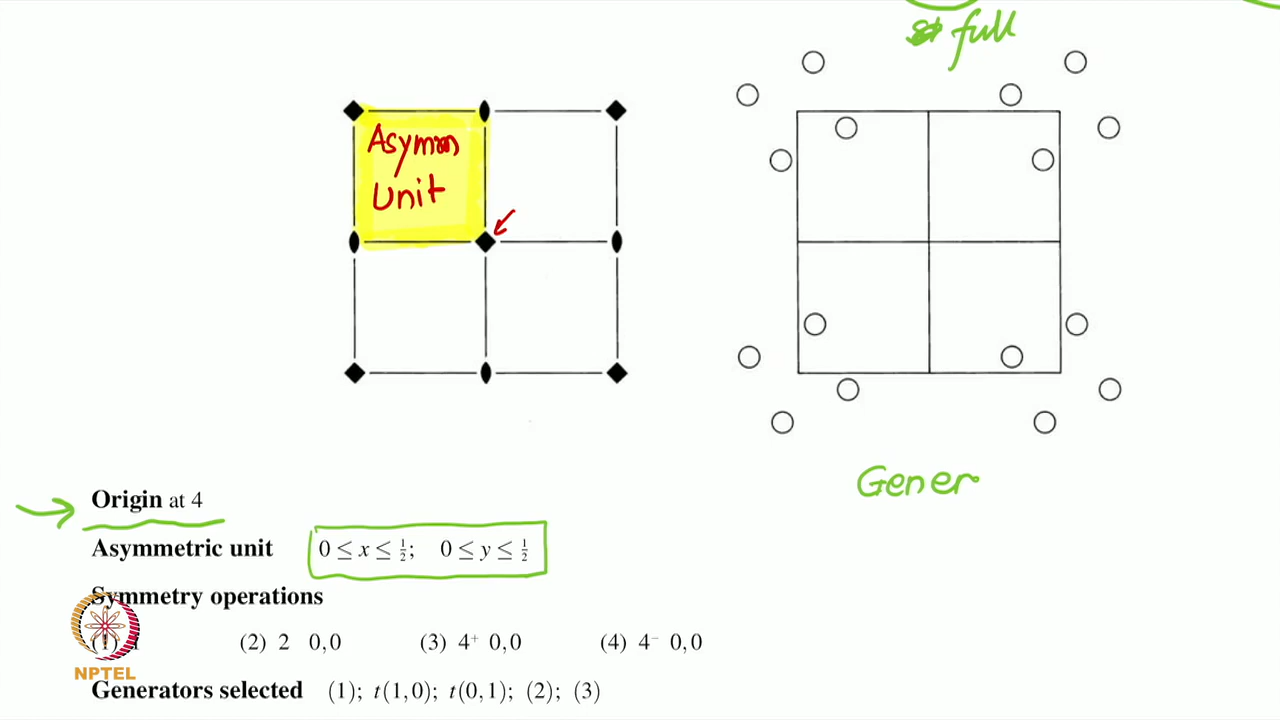 full
Asymm
Unit
Gener
Origin at 4
Asymmetric unit 0 ≤ x ≤ ½; 0 ≤ y ≤ ½
Symmetry operations
(1) 1 (2) 2 0,0 (3) 4⁺ 0,0 (4) 4⁻ 0,0
NPTEL
Generators selected (1); t(1,0); t(0,1); (2); (3)